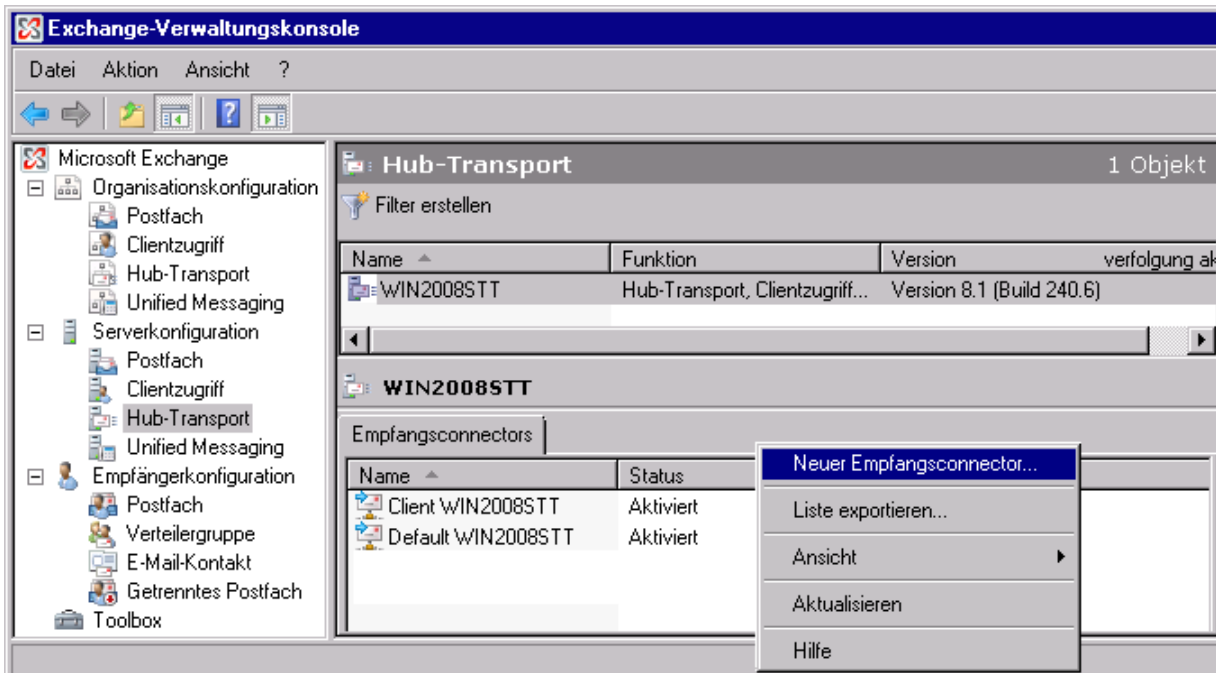 Exchange-Verwaltungskonsole
Datei Aktion Ansicht ?
Microsoft Exchange
Organisationskonfiguration
Postfach
Clientzugriff
Hub-Transport
Unified Messaging
Serverkonfiguration
Postfach
Clientzugriff
Hub-Transport
Unified Messaging
Empfängerkonfiguration
Postfach
Verteilergruppe
E-Mail-Kontakt
Getrenntes Postfach
Toolbox
Hub-Transport 1 Objekt
Filter erstellen
Name Funktion Version verfolgung ak
WIN2008STT Hub-Transport, Clientzugriff... Version 8.1 (Build 240.6)
WIN2008STT
Empfangsconnectors
Name Status
Client WIN2008STT Aktiviert
Default WIN2008STT Aktiviert
Neuer Empfangsconnector...
Liste exportieren...
Ansicht
Aktualisieren
Hilfe